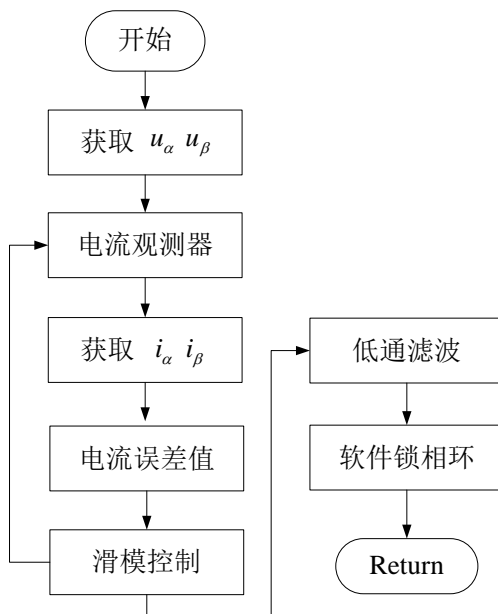 开始
获取 uα uβ
电流观测器
获取 iα iβ
电流误差值
滑模控制
低通滤波
软件锁相环
Return